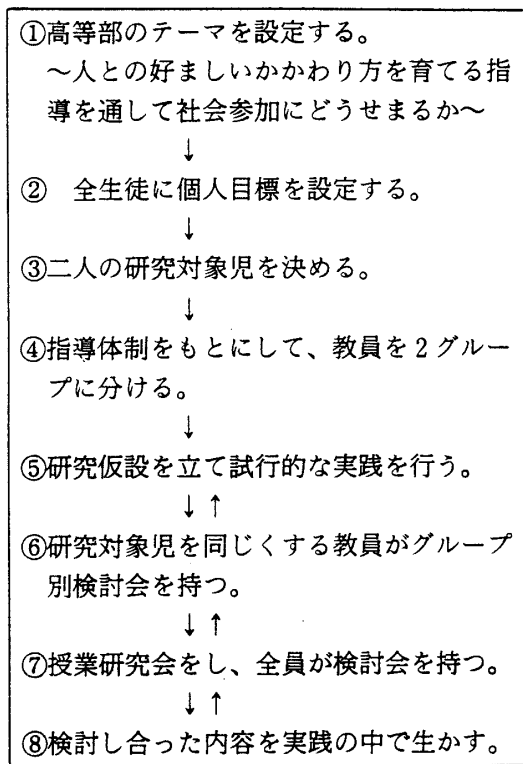 ①高等部のテーマを設定する。
～人との好ましいかかわり方を育てる指
導を通して社会参加にどうせまるか～
↓
② 全生徒に個人目標を設定する。
↓
③二人の研究対象児を決める。
↓
④指導体制をもとにして、教員を2グルー
プに分ける。
↓
⑤研究仮設を立て試行的な実践を行う。
↓↑
⑥研究対象児を同じくする教員がグループ
別検討会を持つ。
↓↑
⑦授業研究会をし、全員が検討会を持つ。
↓↑
⑧検討し合った内容を実践の中で生かす。